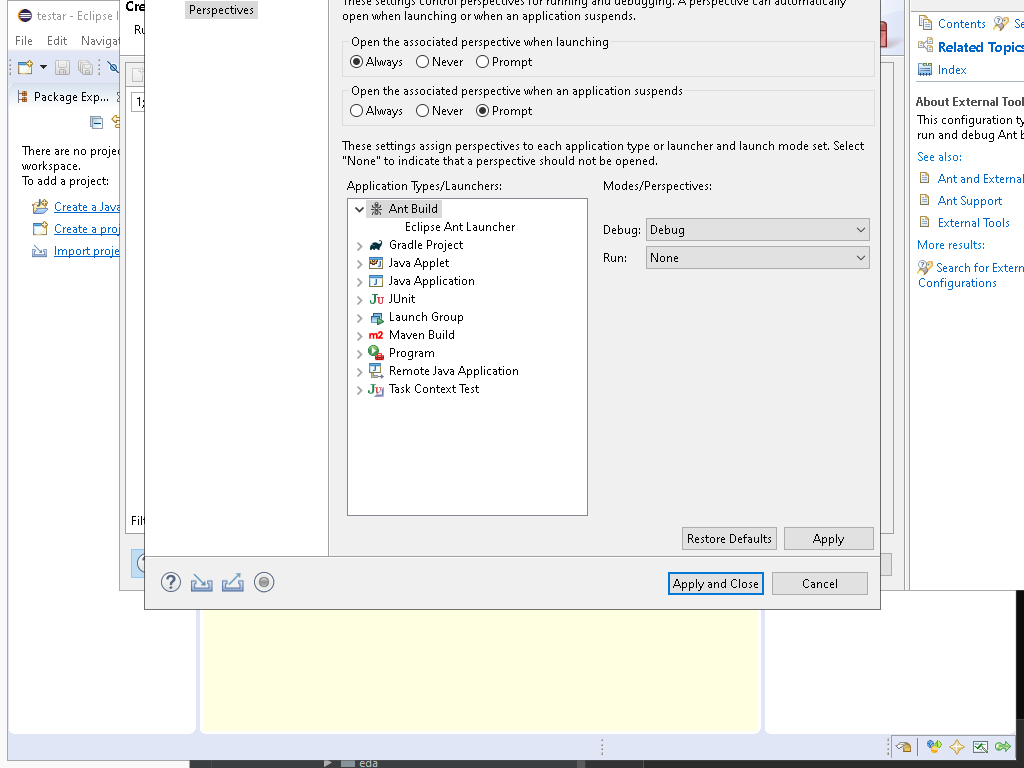 testar - Eclipse I
File Edit Navigat
Package Exp...
There are no proje
workspace.
To add a project:
Create a Java
Create a proj
Import proje
Cre
Ru
Perspectives
These settings control perspectives for running and debugging. A perspective can automatically
open when launching or when an application suspends.
Open the associated perspective when launching
Always Never Prompt
Open the associated perspective when an application suspends
Always Never Prompt
These settings assign perspectives to each application type or launcher and launch mode set. Select
"None" to indicate that a perspective should not be opened.
Application Types/Launchers:
Ant Build
Eclipse Ant Launcher
Gradle Project
Java Applet
Java Application
JUnit
Launch Group
Maven Build
Program
Remote Java Application
Task Context Test
Modes/Perspectives:
Debug: Debug
Run: None
Restore Defaults Apply
Apply and Close Cancel
Filt
Contents Se
Related Topics
Index
About External Tool
This configuration ty
run and debug Ant b
See also:
Ant and External
Ant Support
External Tools
More results:
Search for Extern
Configurations
eda